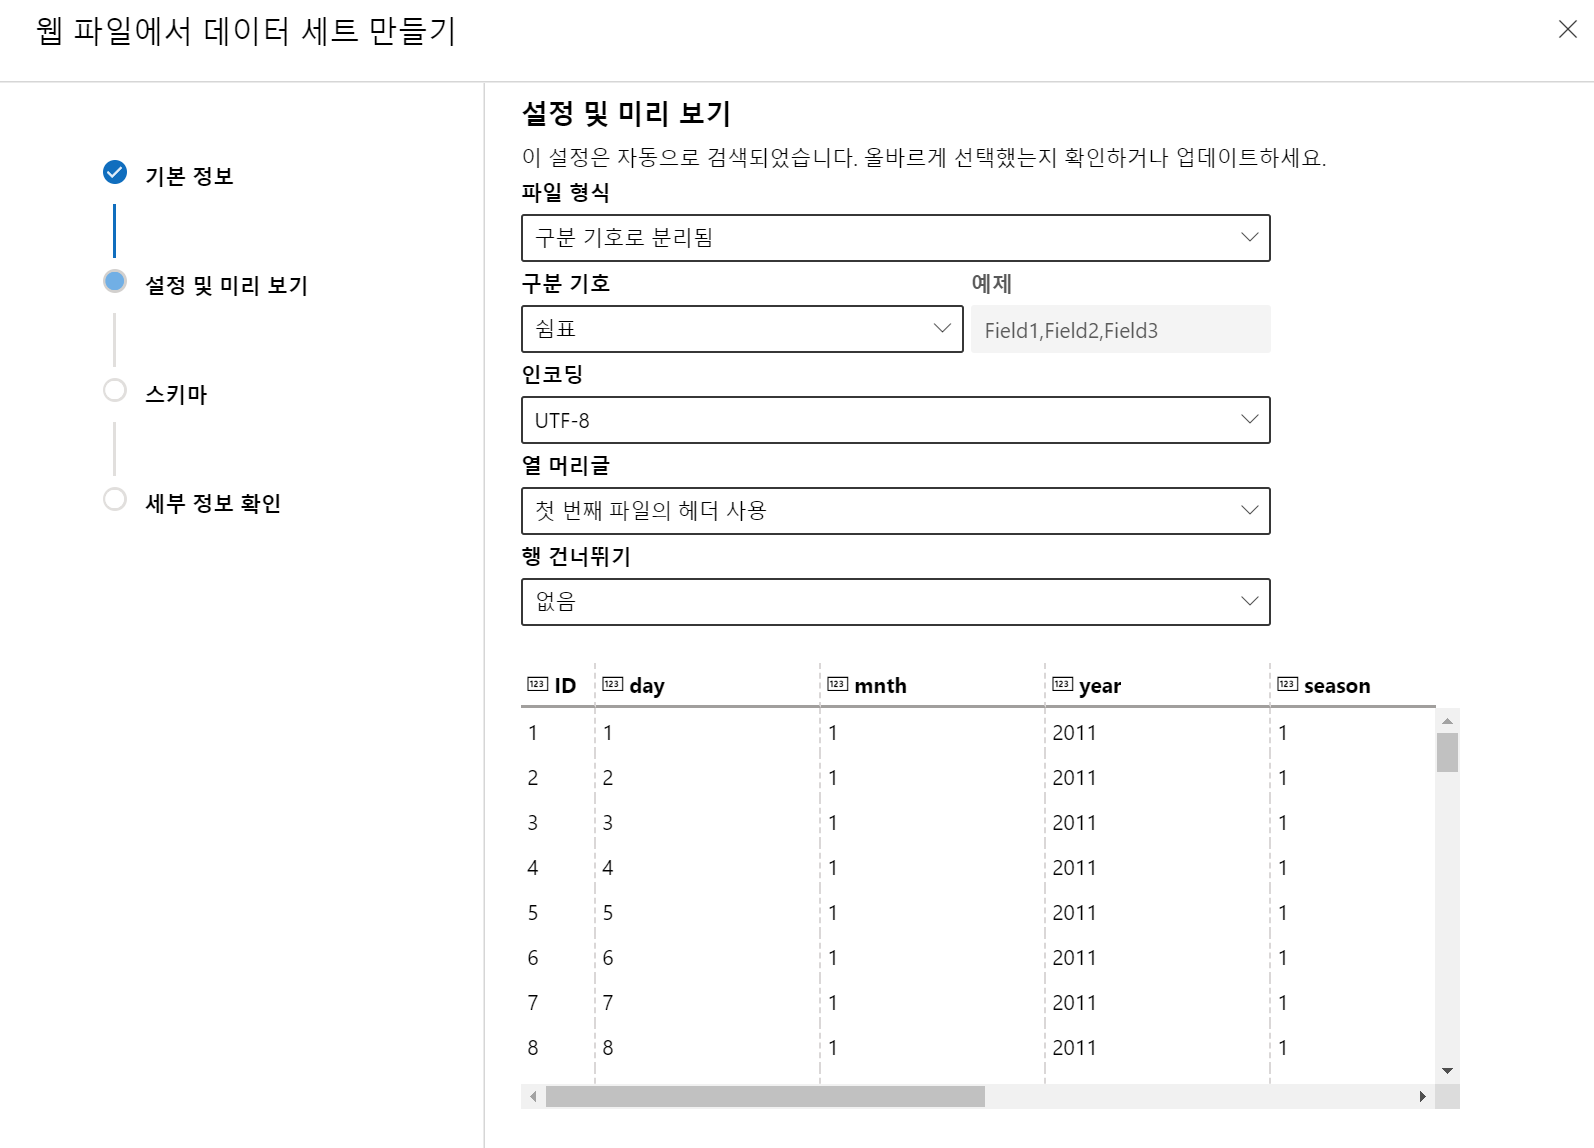 웹 파일에서 데이터 세트 만들기
기본 정보
설정 및 미리 보기
스키마
세부 정보 확인
설정 및 미리 보기
이 설정은 자동으로 검색되었습니다. 올바르게 선택했는지 확인하거나 업데이트하세요.
파일 형식
구분 기호로 분리됨
구분 기호 예제
쉼표 Field1,Field2,Field3
인코딩
UTF-8
열 머리글
첫 번째 파일의 헤더 사용
행 건너뛰기
없음
123 ID 123 day 123 mnth 123 year 123 season
1 1 1 2011 1
2 2 1 2011 1
3 3 1 2011 1
4 4 1 2011 1
5 5 1 2011 1
6 6 1 2011 1
7 7 1 2011 1
8 8 1 2011 1